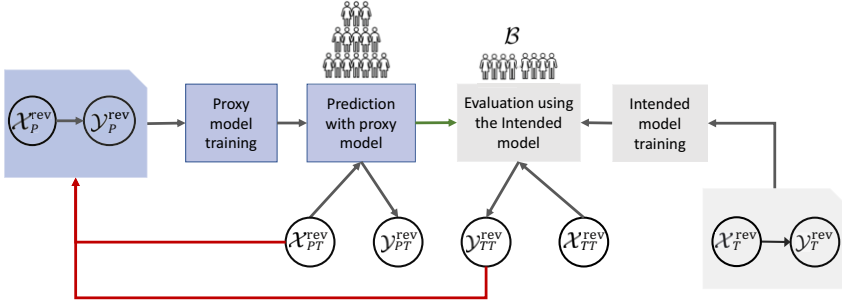 ℬ
𝒳_P^rev
𝒴_P^rev
Proxy
model
training
Prediction
with proxy
model
Evaluation using
the Intended
model
Intended
model
training
𝒳_PT^rev
𝒴_PT^rev
𝒴_TT^rev
𝒳_TT^rev
𝒳_T^rev
𝒴_T^rev